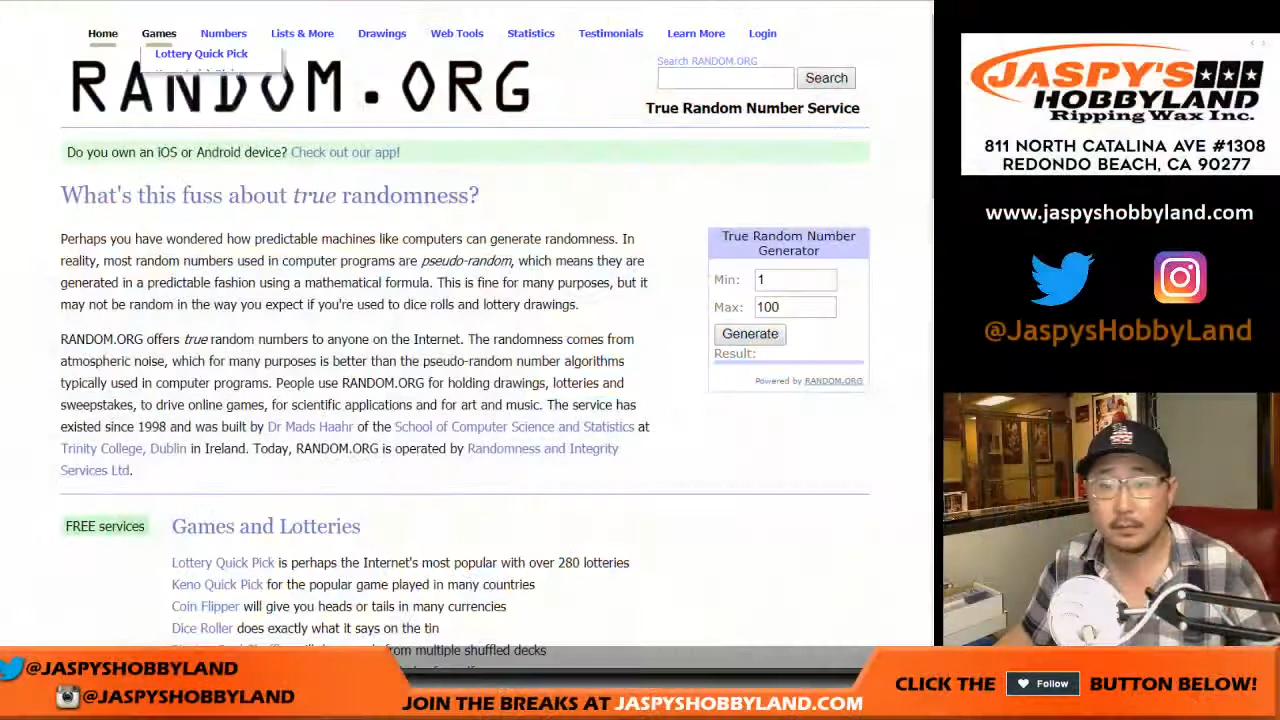 Home Games Numbers Lists & More Drawings Web Tools Statistics Testimonials Learn More Login
Lottery Quick Pick
RANDOM.ORG
Search RANDOM.ORG
Search
True Random Number Service
Do you own an iOS or Android device? Check out our app!
What's this fuss about true randomness?
Perhaps you have wondered how predictable machines like computers can generate randomness. In
reality, most random numbers used in computer programs are pseudo-random, which means they are
generated in a predictable fashion using a mathematical formula. This is fine for many purposes, but it
may not be random in the way you expect if you're used to dice rolls and lottery drawings.
RANDOM.ORG offers true random numbers to anyone on the Internet. The randomness comes from
atmospheric noise, which for many purposes is better than the pseudo-random number algorithms
typically used in computer programs. People use RANDOM.ORG for holding drawings, lotteries and
sweepstakes, to drive online games, for scientific applications and for art and music. The service has
existed since 1998 and was built by Dr Mads Haahr of the School of Computer Science and Statistics at
Trinity College, Dublin in Ireland. Today, RANDOM.ORG is operated by Randomness and Integrity
Services Ltd.
True Random Number
Generator
Min: 1
Max: 100
Generate
Result:
Powered by RANDOM.ORG
FREE services
Games and Lotteries
Lottery Quick Pick is perhaps the Internet's most popular with over 280 lotteries
Keno Quick Pick for the popular game played in many countries
Coin Flipper will give you heads or tails in many currencies
Dice Roller does exactly what it says on the tin
from multiple shuffled decks
JASPY'S
HOBBYLAND
Ripping Wax Inc.
811 NORTH CATALINA AVE #1308
REDONDO BEACH, CA 90277
www.jaspyshobbyland.com
@JaspysHobbyLand
@JASPYSHOBBYLAND
@JASPYSHOBBYLAND
JOIN THE BREAKS AT JASPYSHOBBYLAND.COM
CLICK THE Follow BUTTON BELOW!